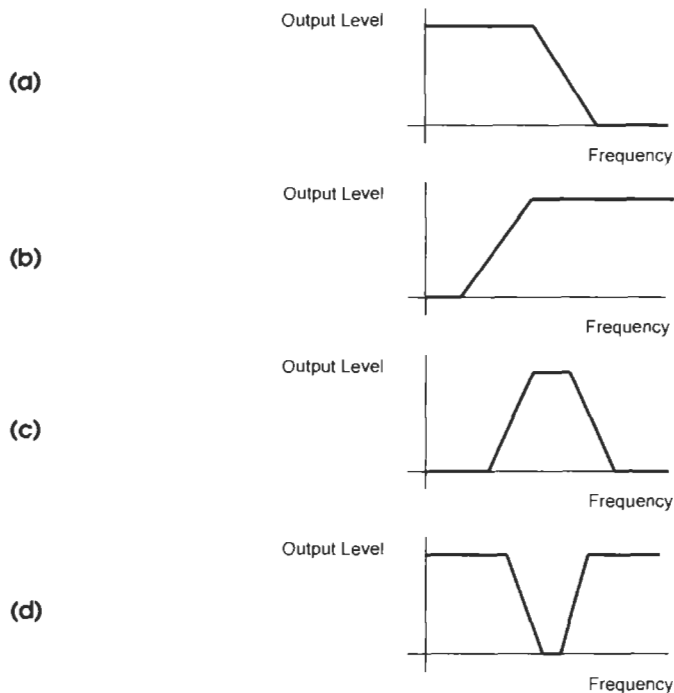 Output Level
(a)
Frequency
Output Level
(b)
Frequency
Output Level
(c)
Frequency
Output Level
(d)
Frequency